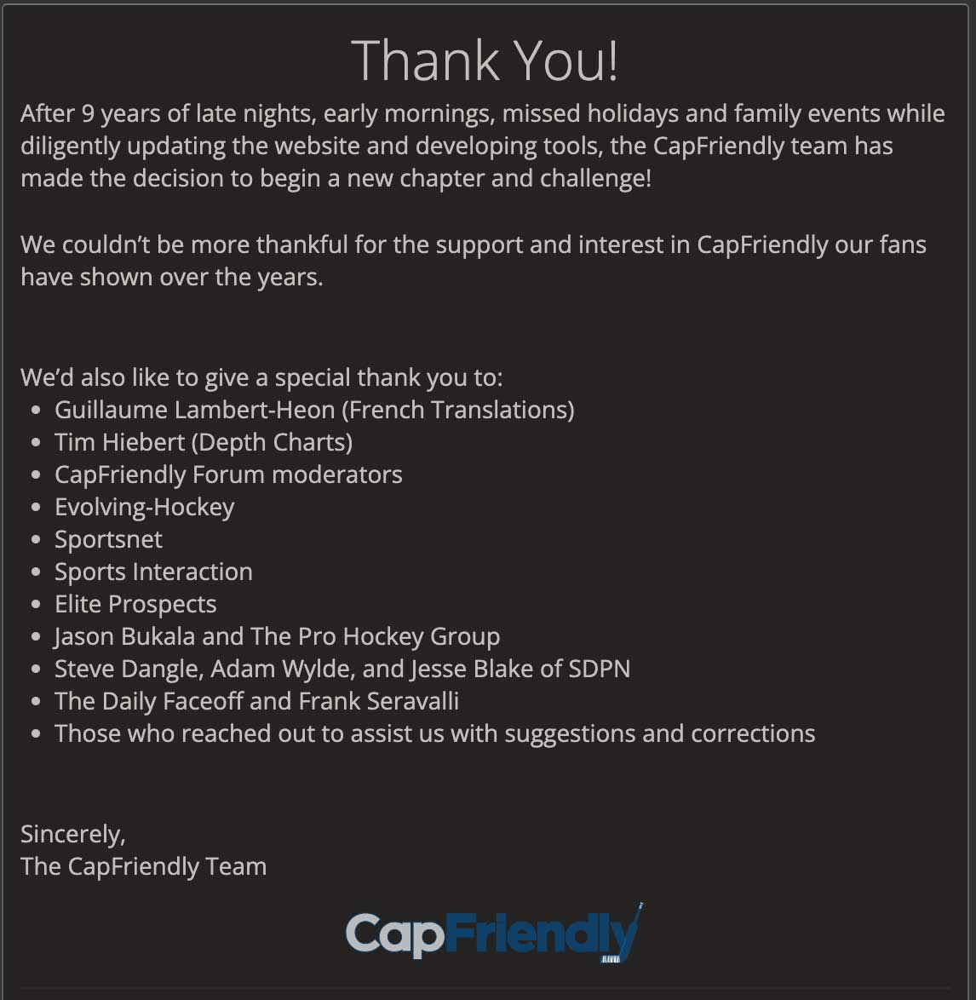 Thank You!
After 9 years of late nights, early mornings, missed holidays and family events while
diligently updating the website and developing tools, the CapFriendly team has
made the decision to begin a new chapter and challenge!
We couldn’t be more thankful for the support and interest in CapFriendly our fans
have shown over the years.
We’d also like to give a special thank you to:
• Guillaume Lambert-Heon (French Translations)
• Tim Hiebert (Depth Charts)
• CapFriendly Forum moderators
• Evolving-Hockey
• Sportsnet
• Sports Interaction
• Elite Prospects
• Jason Bukala and The Pro Hockey Group
• Steve Dangle, Adam Wylde, and Jesse Blake of SDPN
• The Daily Faceoff and Frank Seravalli
• Those who reached out to assist us with suggestions and corrections
Sincerely,
The CapFriendly Team
CapFriendly